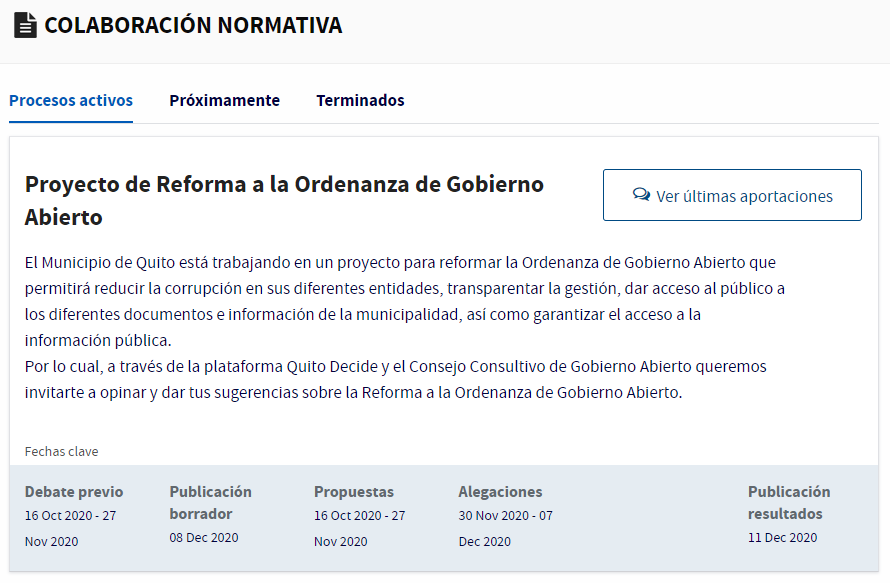 COLABORACIÓN NORMATIVA
Procesos activos
Próximamente
Terminados
Proyecto de Reforma a la Ordenanza de Gobierno
Abierto
Ver últimas aportaciones
El Municipio de Quito está trabajando en un proyecto para reformar la Ordenanza de Gobierno Abierto que
permitirá reducir la corrupción en sus diferentes entidades, transparentar la gestión, dar acceso al público a
los diferentes documentos e información de la municipalidad, así como garantizar el acceso a la
información pública.
Por lo cual, a través de la plataforma Quito Decide y el Consejo Consultivo de Gobierno Abierto queremos
invitarte a opinar y dar tus sugerencias sobre la Reforma a la Ordenanza de Gobierno Abierto.
Fechas clave
Debate previo
16 Oct 2020 - 27
Nov 2020
Publicación
borrador
08 Dec 2020
Propuestas
16 Oct 2020 - 27
Nov 2020
Alegaciones
30 Nov 2020 - 07
Dec 2020
Publicación
resultados
11 Dec 2020